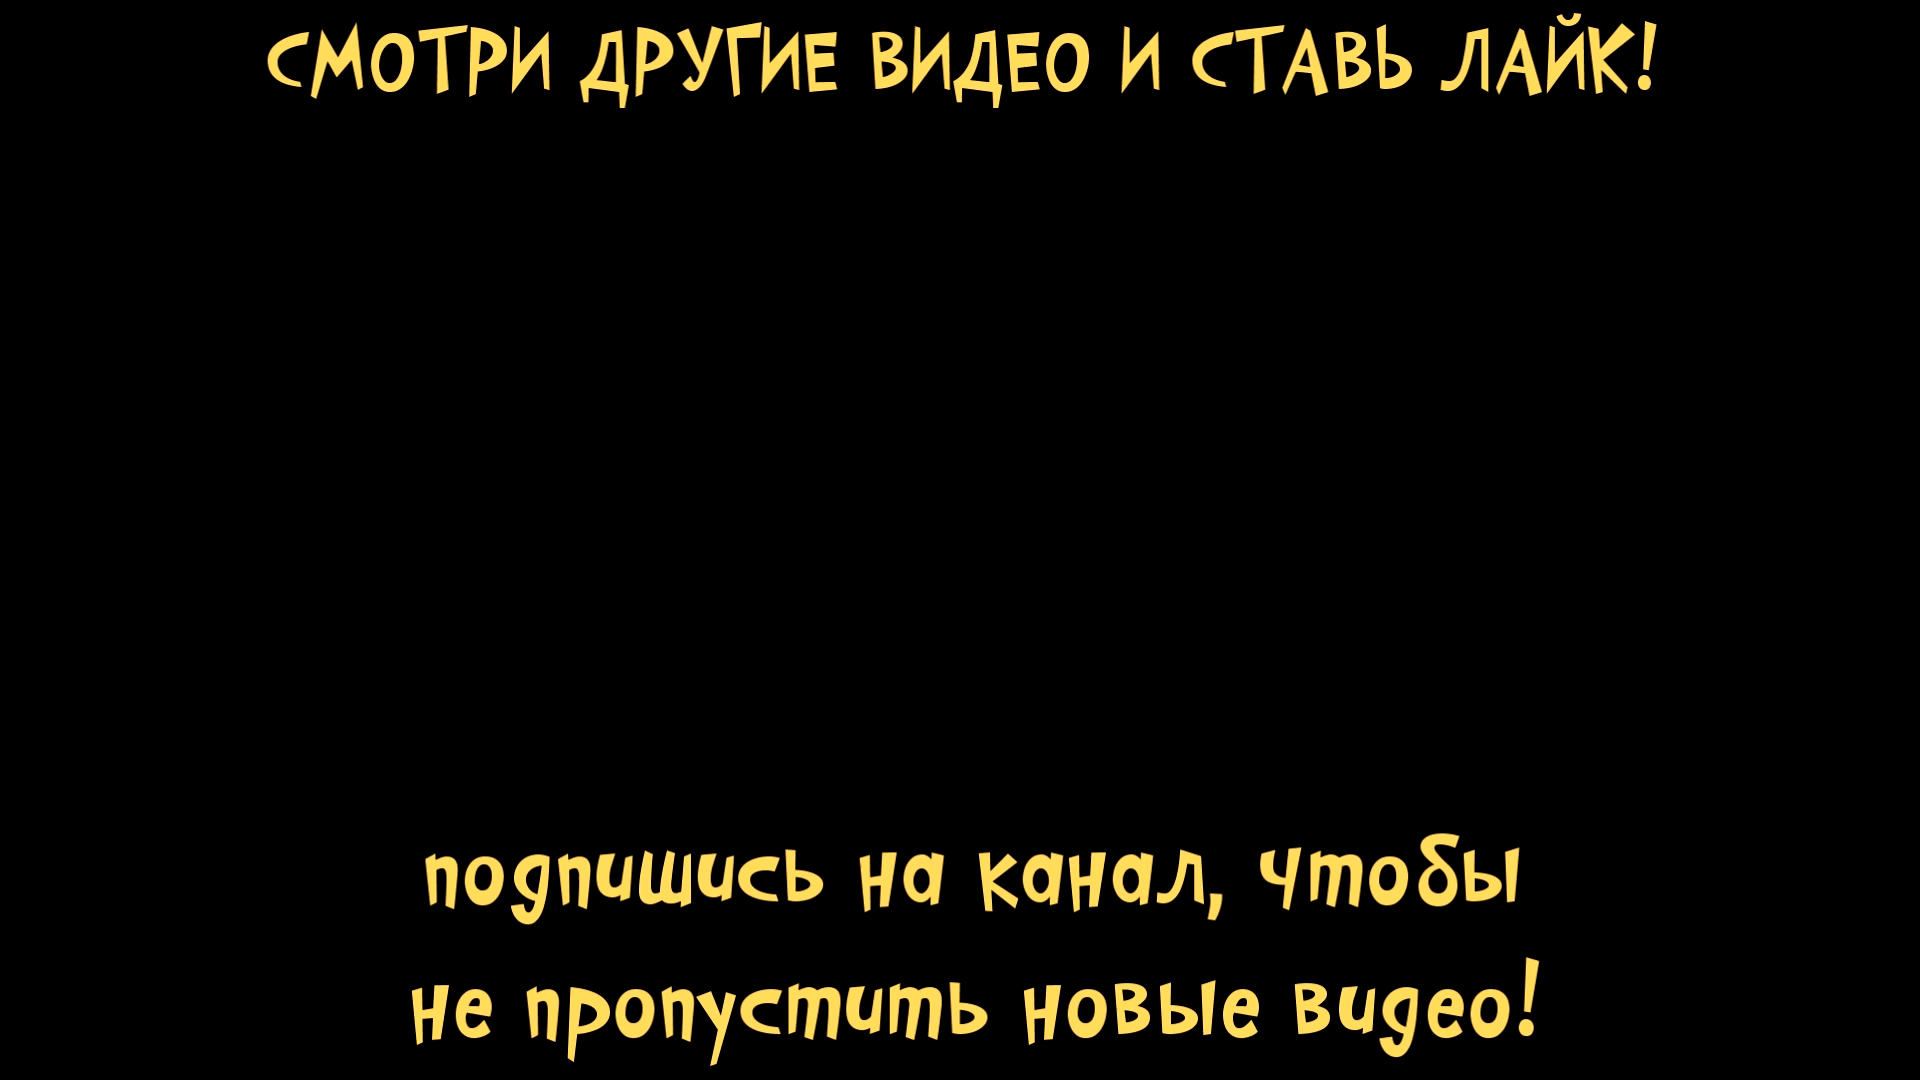 СМОТРИ ДРУГИЕ ВИДЕО И СТАВЬ ЛАЙК!
подпишись на канал, чтобы
не пропустить новые видео!